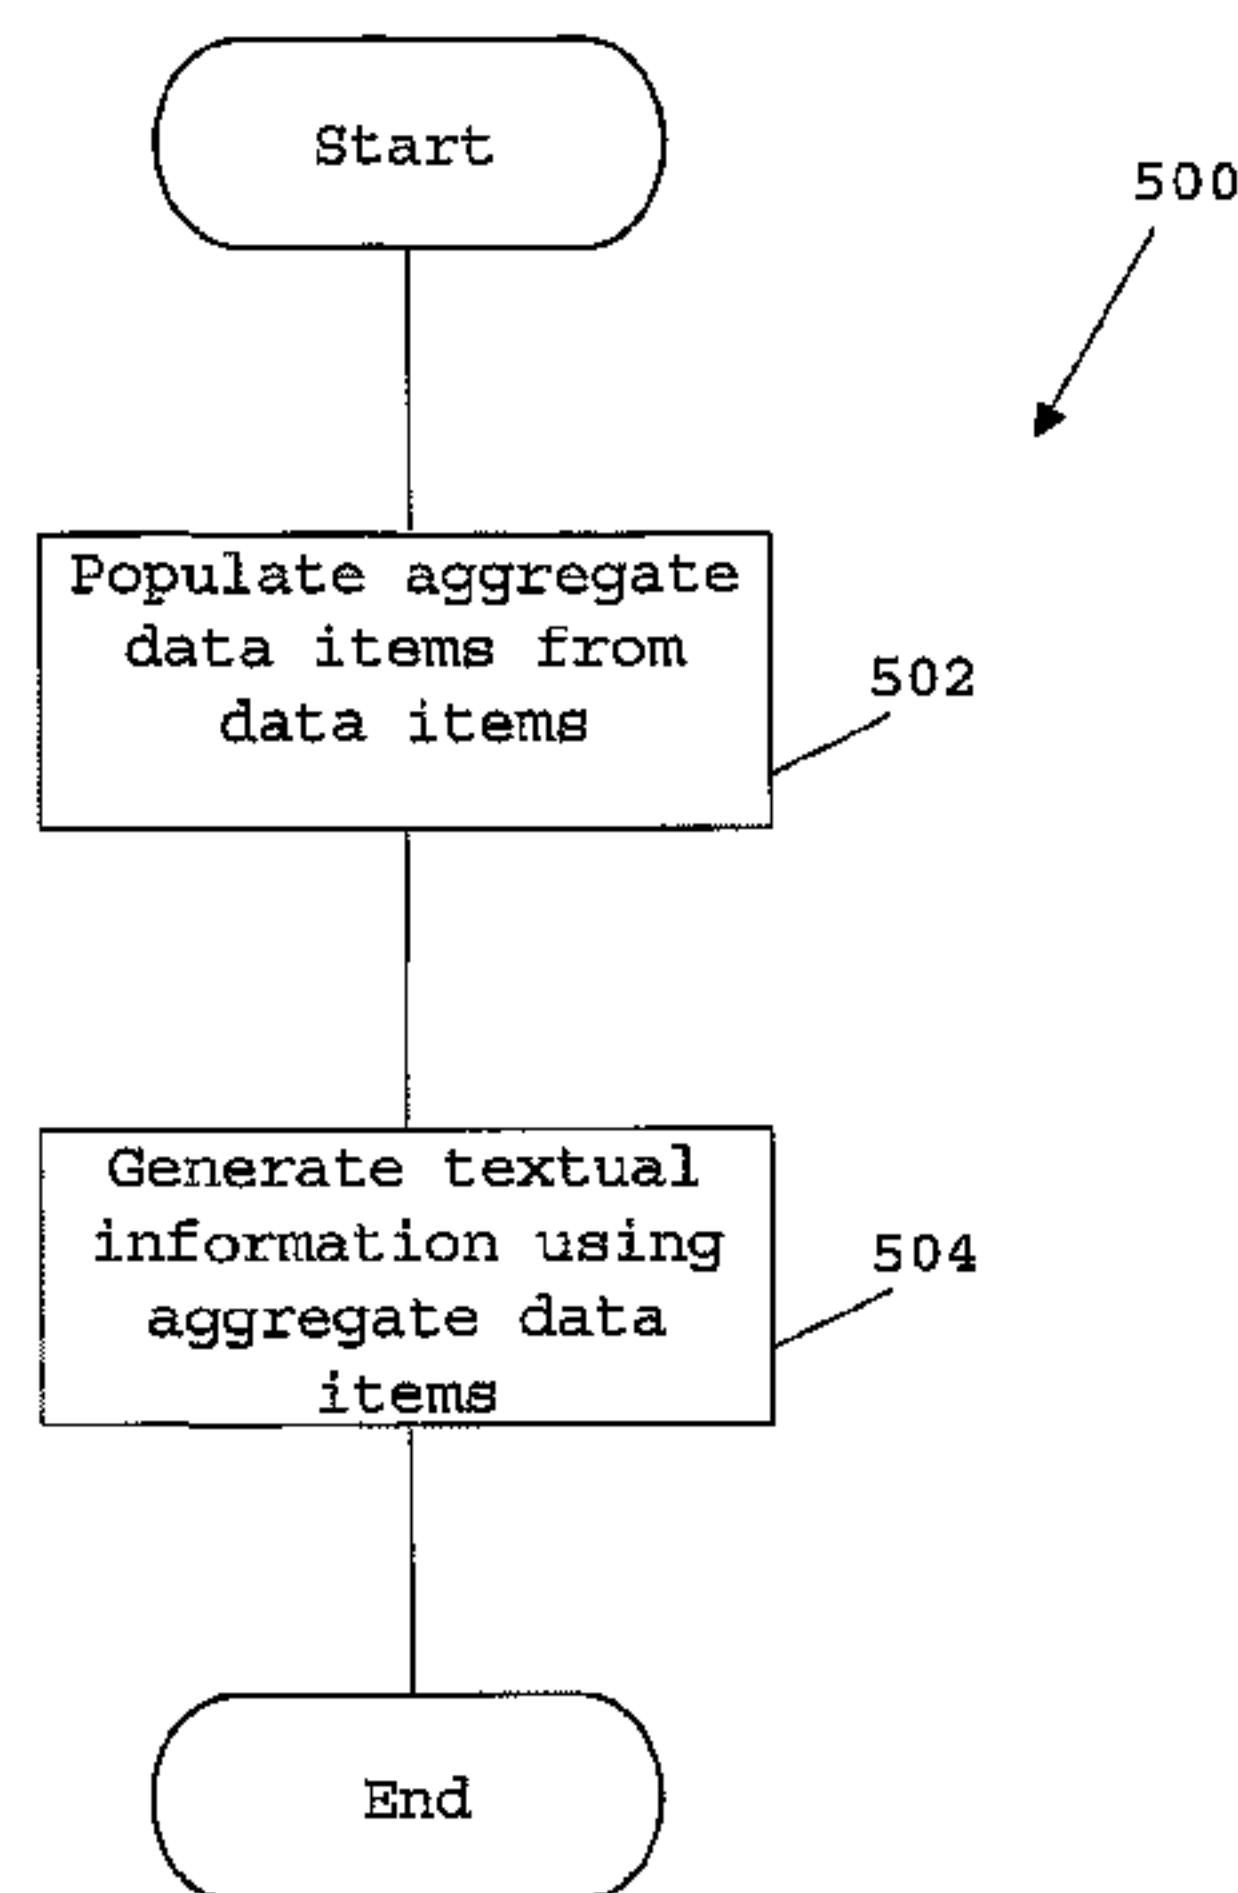 Start
500
Populate aggregate
data items from
data items
502
Generate textual
information using
aggregate data
items
504
End